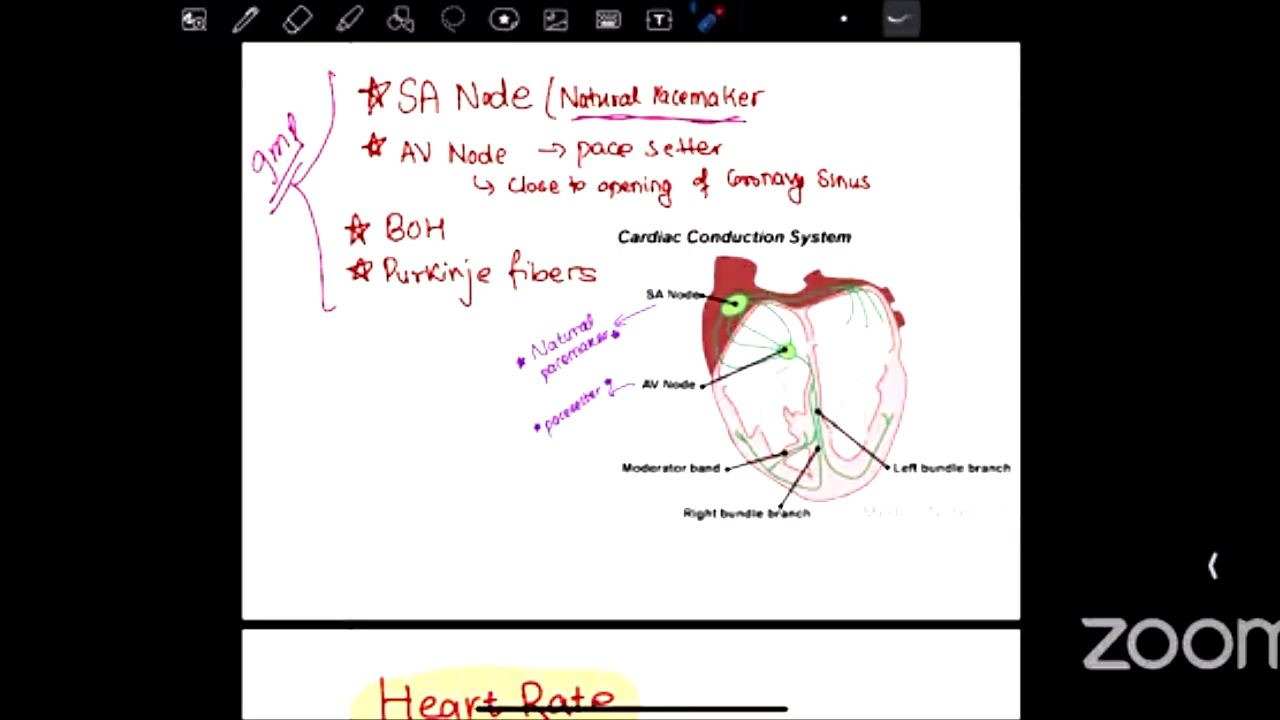 SA Node (Natural Pacemaker
AV Node → pace setter
↳ Close to opening of Coronary Sinus
BOH
Purkinje fibers
Imp
Cardiac Conduction System
SA Node
* Natural pacemaker *
AV Node
* pacesetter *
Moderator band
Left bundle branch
Right bundle branch
Heart Rate
zoom